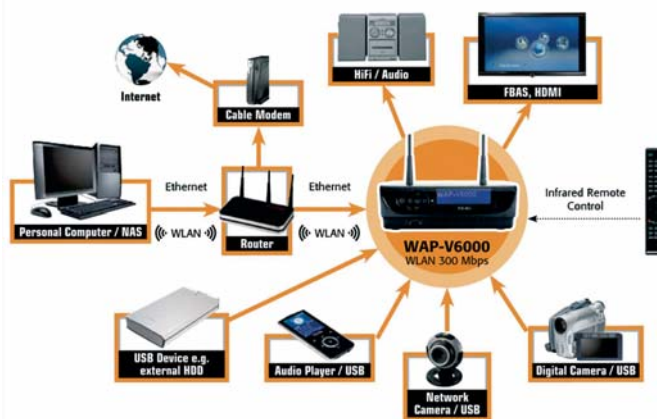 HiFi / Audio
FBAS, HDMI
Internet
Cable Modem
Ethernet
Ethernet
Infrared Remote
Control
WLAN
WLAN
Personal Computer / NAS
Router
WAP-V6000
WLAN 300 Mbps
USB Device e.g.
external HDD
Audio Player / USB
Network
Camera / USB
Digital Camera / USB